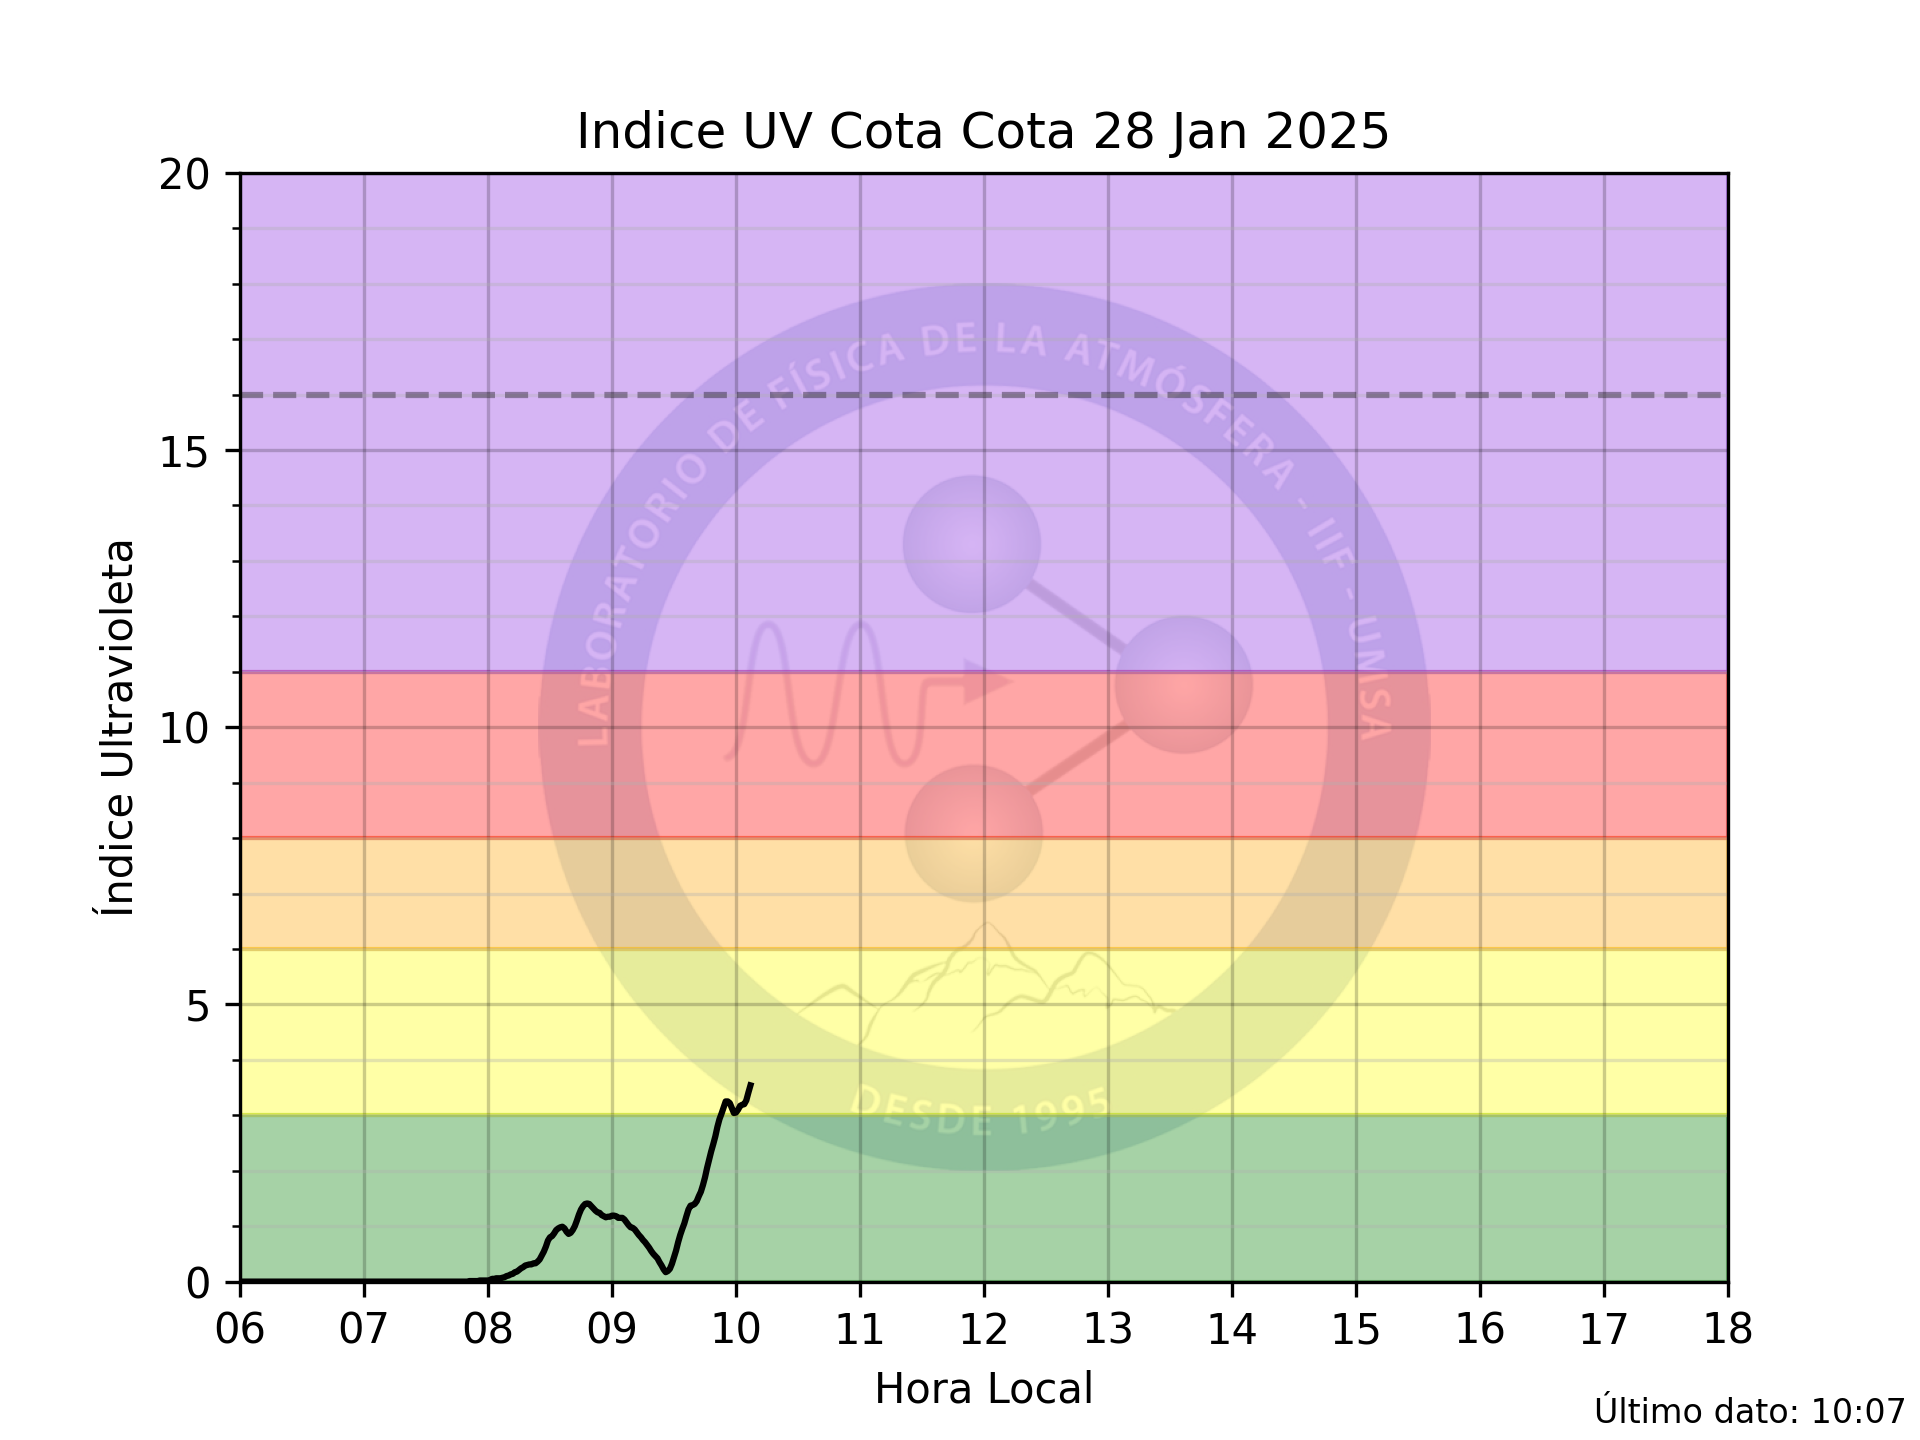 Indice UV Cota Cota 28 Jan 2025
20
15
10
5
0
Índice Ultravioleta
LABORATORIO DE FÍSICA DE LA ATMÓSFERA - IIF - UMSA
DESDE 1995
06 07 08 09 10 11 12 13 14 15 16 17 18
Hora Local
Último dato: 10:07